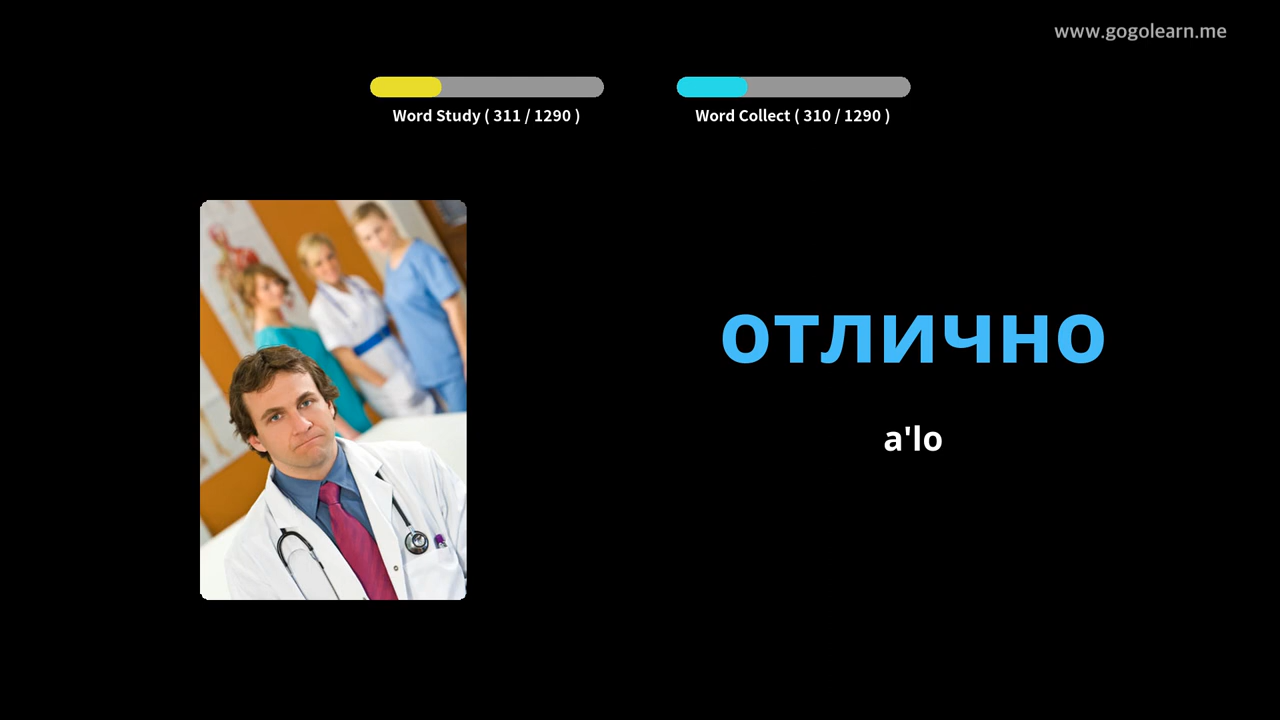 www.gogolearn.me
Word Study ( 311 / 1290 )
Word Collect ( 310 / 1290 )
отлично
a'lo